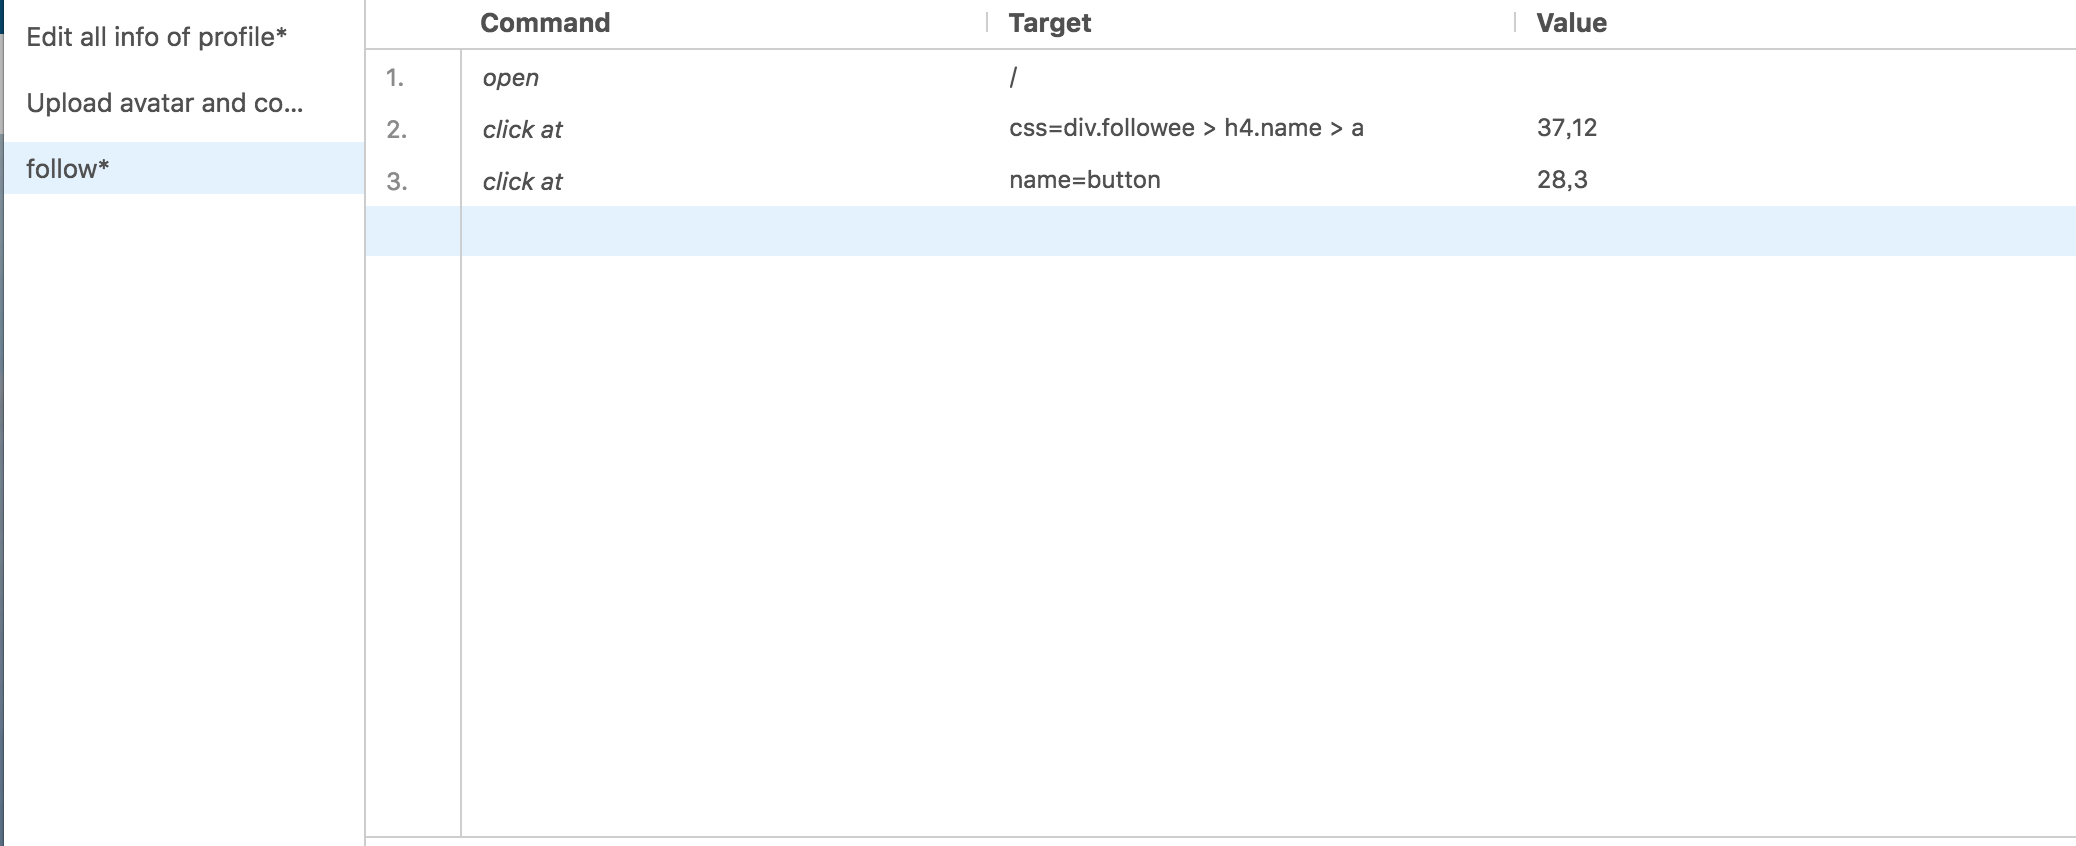 Edit all info of profile*
Upload avatar and co...
follow*
Command Target Value
1. open /
2. click at css=div.followee > h4.name > a 37,12
3. click at name=button 28,3